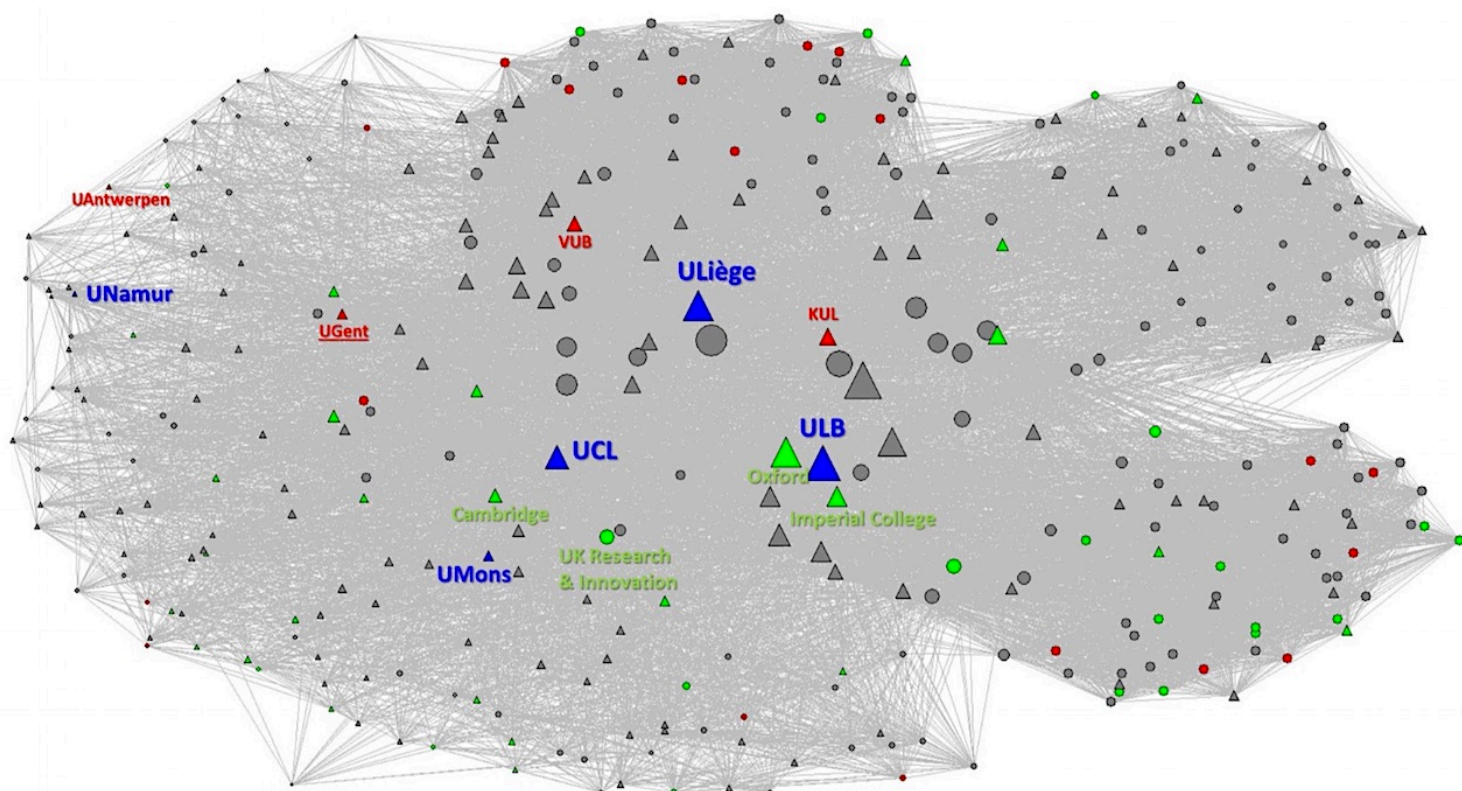 UAntwerpen
VUB
ULiège
UNamur
KUL
UGent
ULB
UCL
Oxford
Cambridge
Imperial College
UK Research
& Innovation
UMons